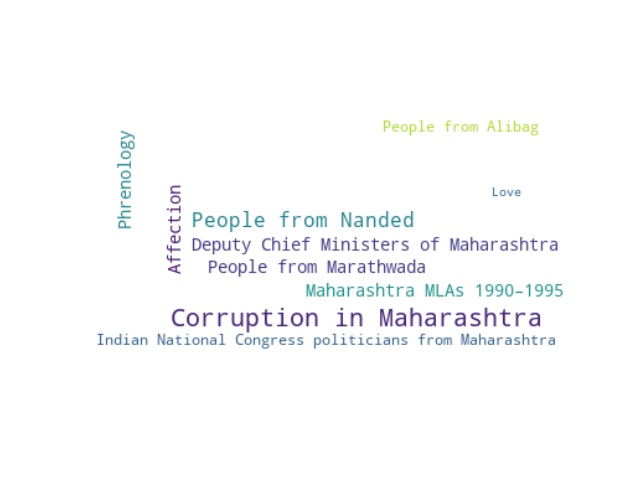 People from Alibag
Phrenology
Love
Affection
People from Nanded
Deputy Chief Ministers of Maharashtra
People from Marathwada
Maharashtra MLAs 1990–1995
Corruption in Maharashtra
Indian National Congress politicians from Maharashtra